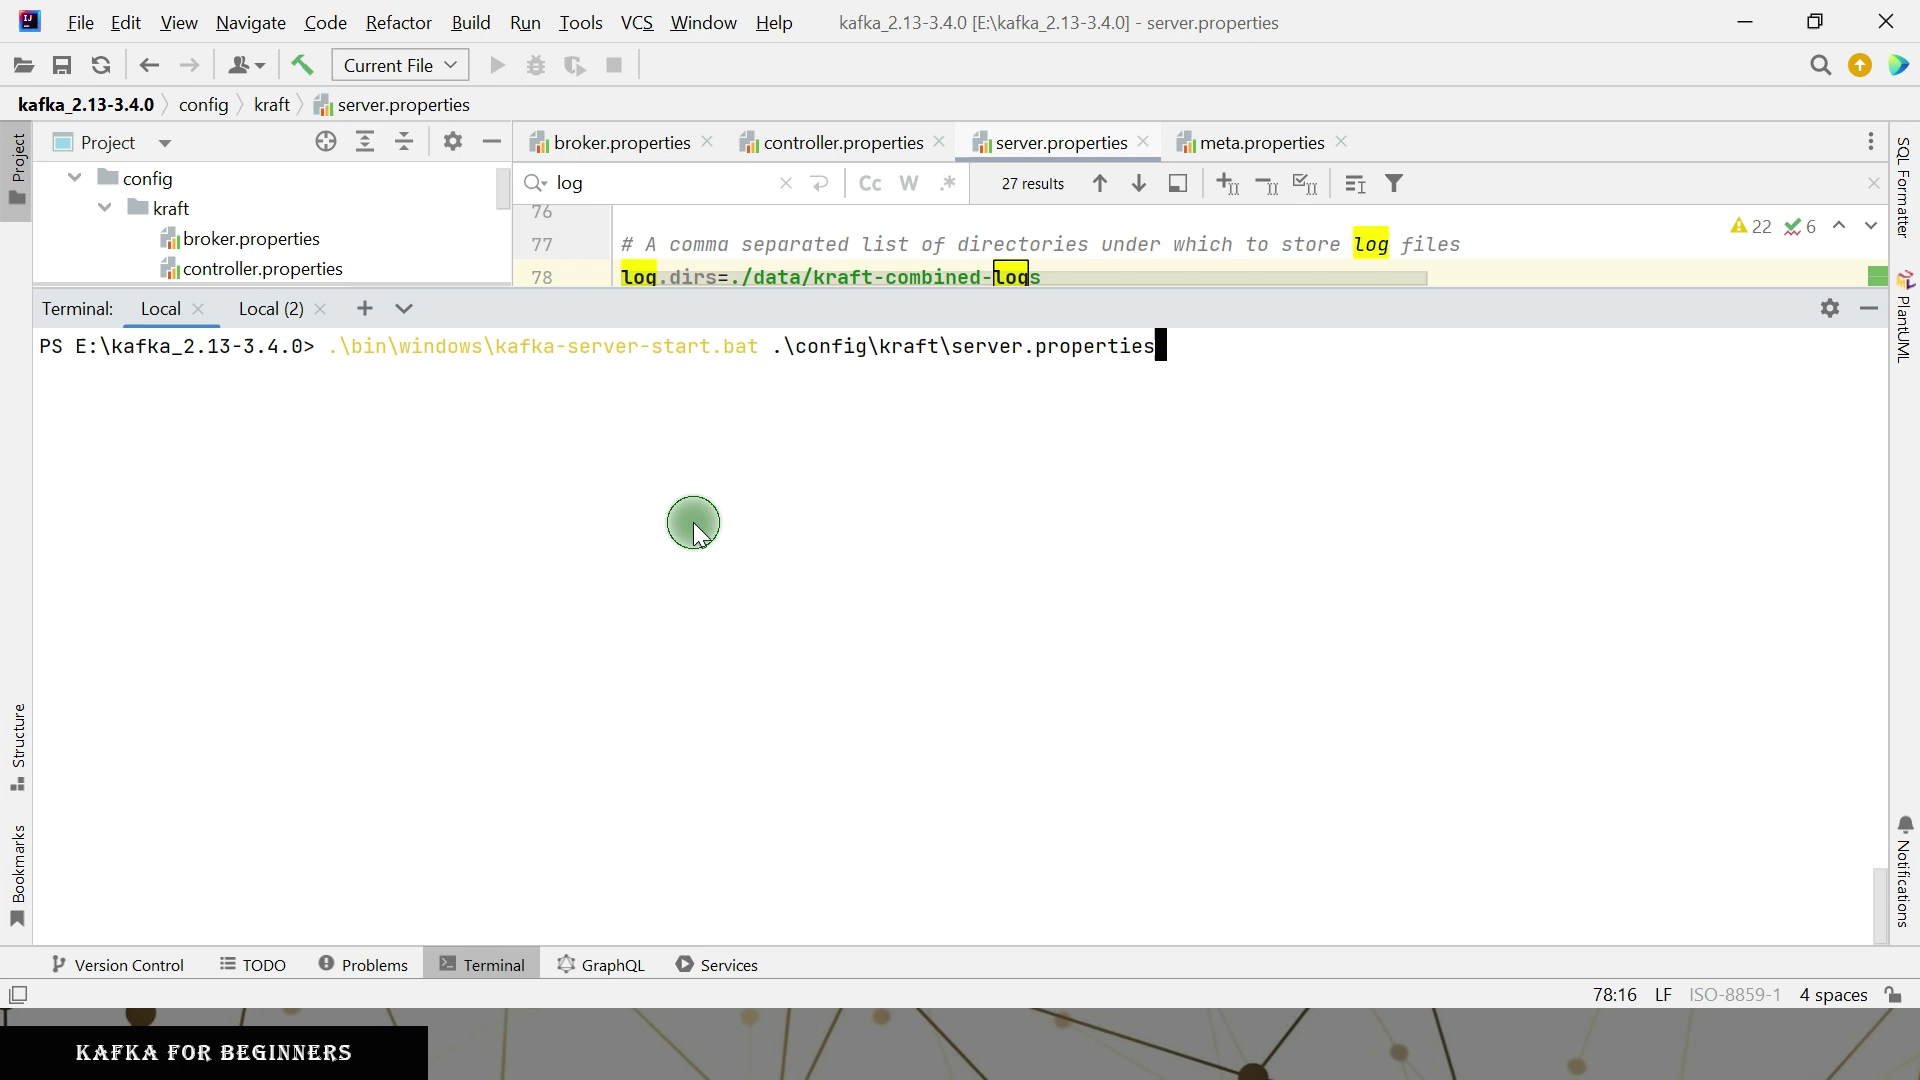 File Edit View Navigate Code Refactor Build Run Tools VCS Window Help kafka_2.13-3.4.0 [E:\kafka_2.13-3.4.0] - server.properties
Current File
kafka_2.13-3.4.0 config kraft server.properties
Project
broker.properties controller.properties server.properties meta.properties
config
kraft
broker.properties
controller.properties
log
Cc W .*
27 results
76
77 # A comma separated list of directories under which to store log files
78 log.dirs=./data/kraft-combined-logs
22 6
Terminal: Local Local (2)
PS E:\kafka_2.13-3.4.0> .\bin\windows\kafka-server-start.bat .\config\kraft\server.properties
Project
Structure
Bookmarks
SQL Formatter
PlantUML
Notifications
Version Control TODO Problems Terminal GraphQL Services
78:16 LF ISO-8859-1 4 spaces
KAFKA FOR BEGINNERS